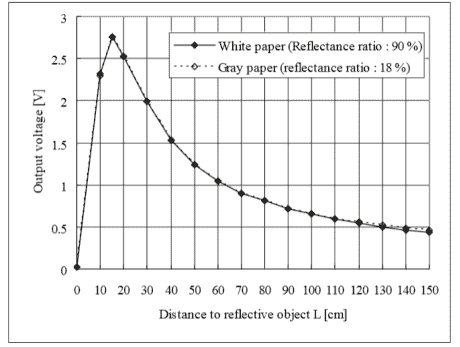 3
2.5
2
1.5
1
0.5
0
Output voltage [V]
White paper (Reflectance ratio : 90 %)
Gray paper (reflectance ratio : 18 %)
0 10 20 30 40 50 60 70 80 90 100 110 120 130 140 150
Distance to reflective object L [cm]